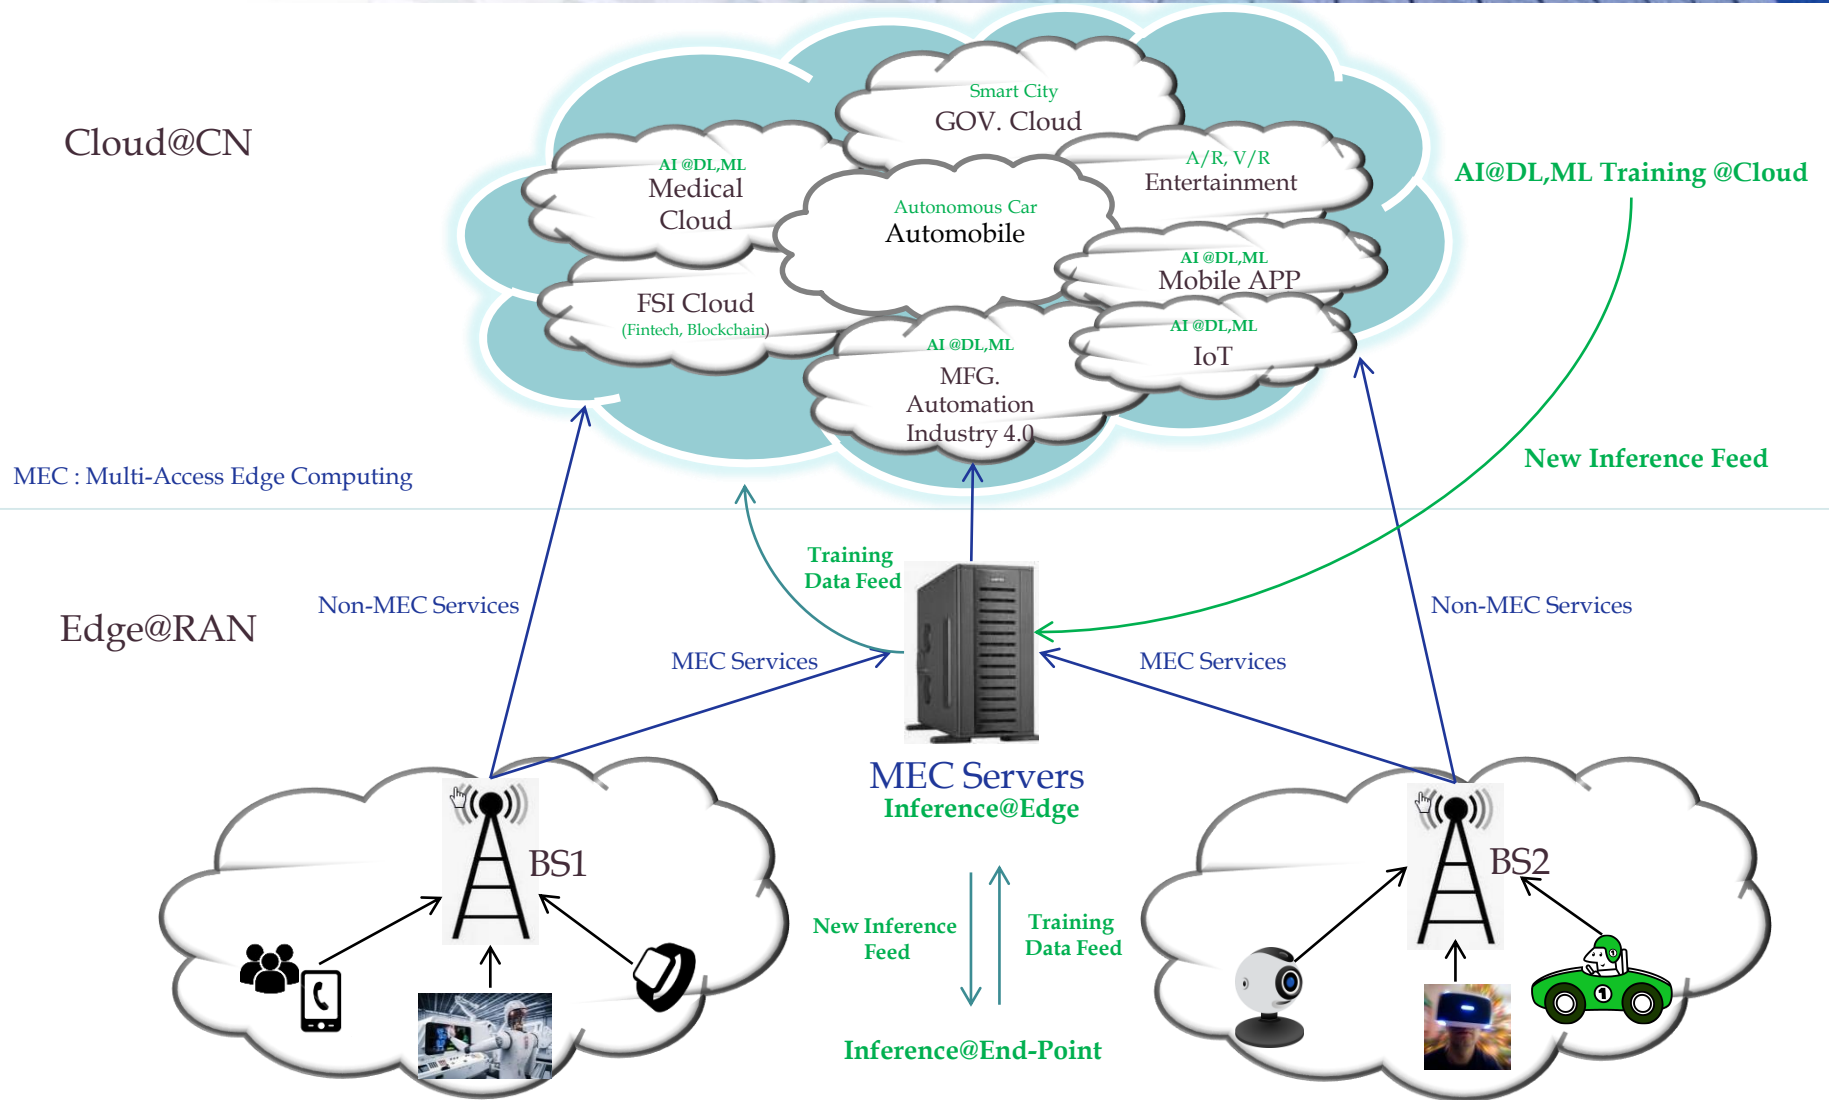 Cloud@CN
Smart City
GOV. Cloud
AI @DL,ML
Medical
Cloud
A/R, V/R
Entertainment
Autonomous Car
Automobile
AI @DL,ML
Mobile APP
FSI Cloud
(Fintech, Blockchain)
AI @DL,ML
IoT
AI @DL,ML
MFG.
Automation
Industry 4.0
AI@DL,ML Training @Cloud
New Inference Feed
MEC : Multi-Access Edge Computing
Edge@RAN
Training
Data Feed
Non-MEC Services
Non-MEC Services
MEC Services
MEC Services
MEC Servers
Inference@Edge
BS1
BS2
New Inference
Feed
Training
Data Feed
Inference@End-Point
1
1